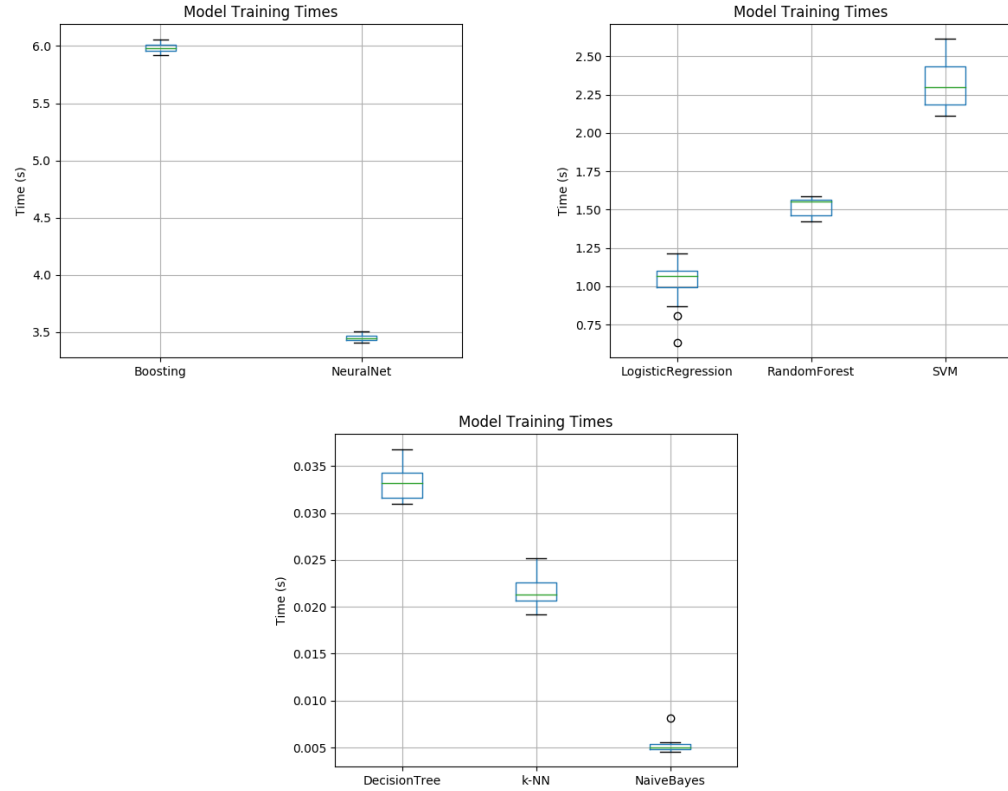 Model Training Times
6.0
5.5
5.0
4.5
4.0
3.5
Time (s)
Boosting NeuralNet
Model Training Times
2.50
2.25
2.00
1.75
1.50
1.25
1.00
0.75
Time (s)
LogisticRegression RandomForest SVM
Model Training Times
0.035
0.030
0.025
0.020
0.015
0.010
0.005
Time (s)
DecisionTree k-NN NaiveBayes